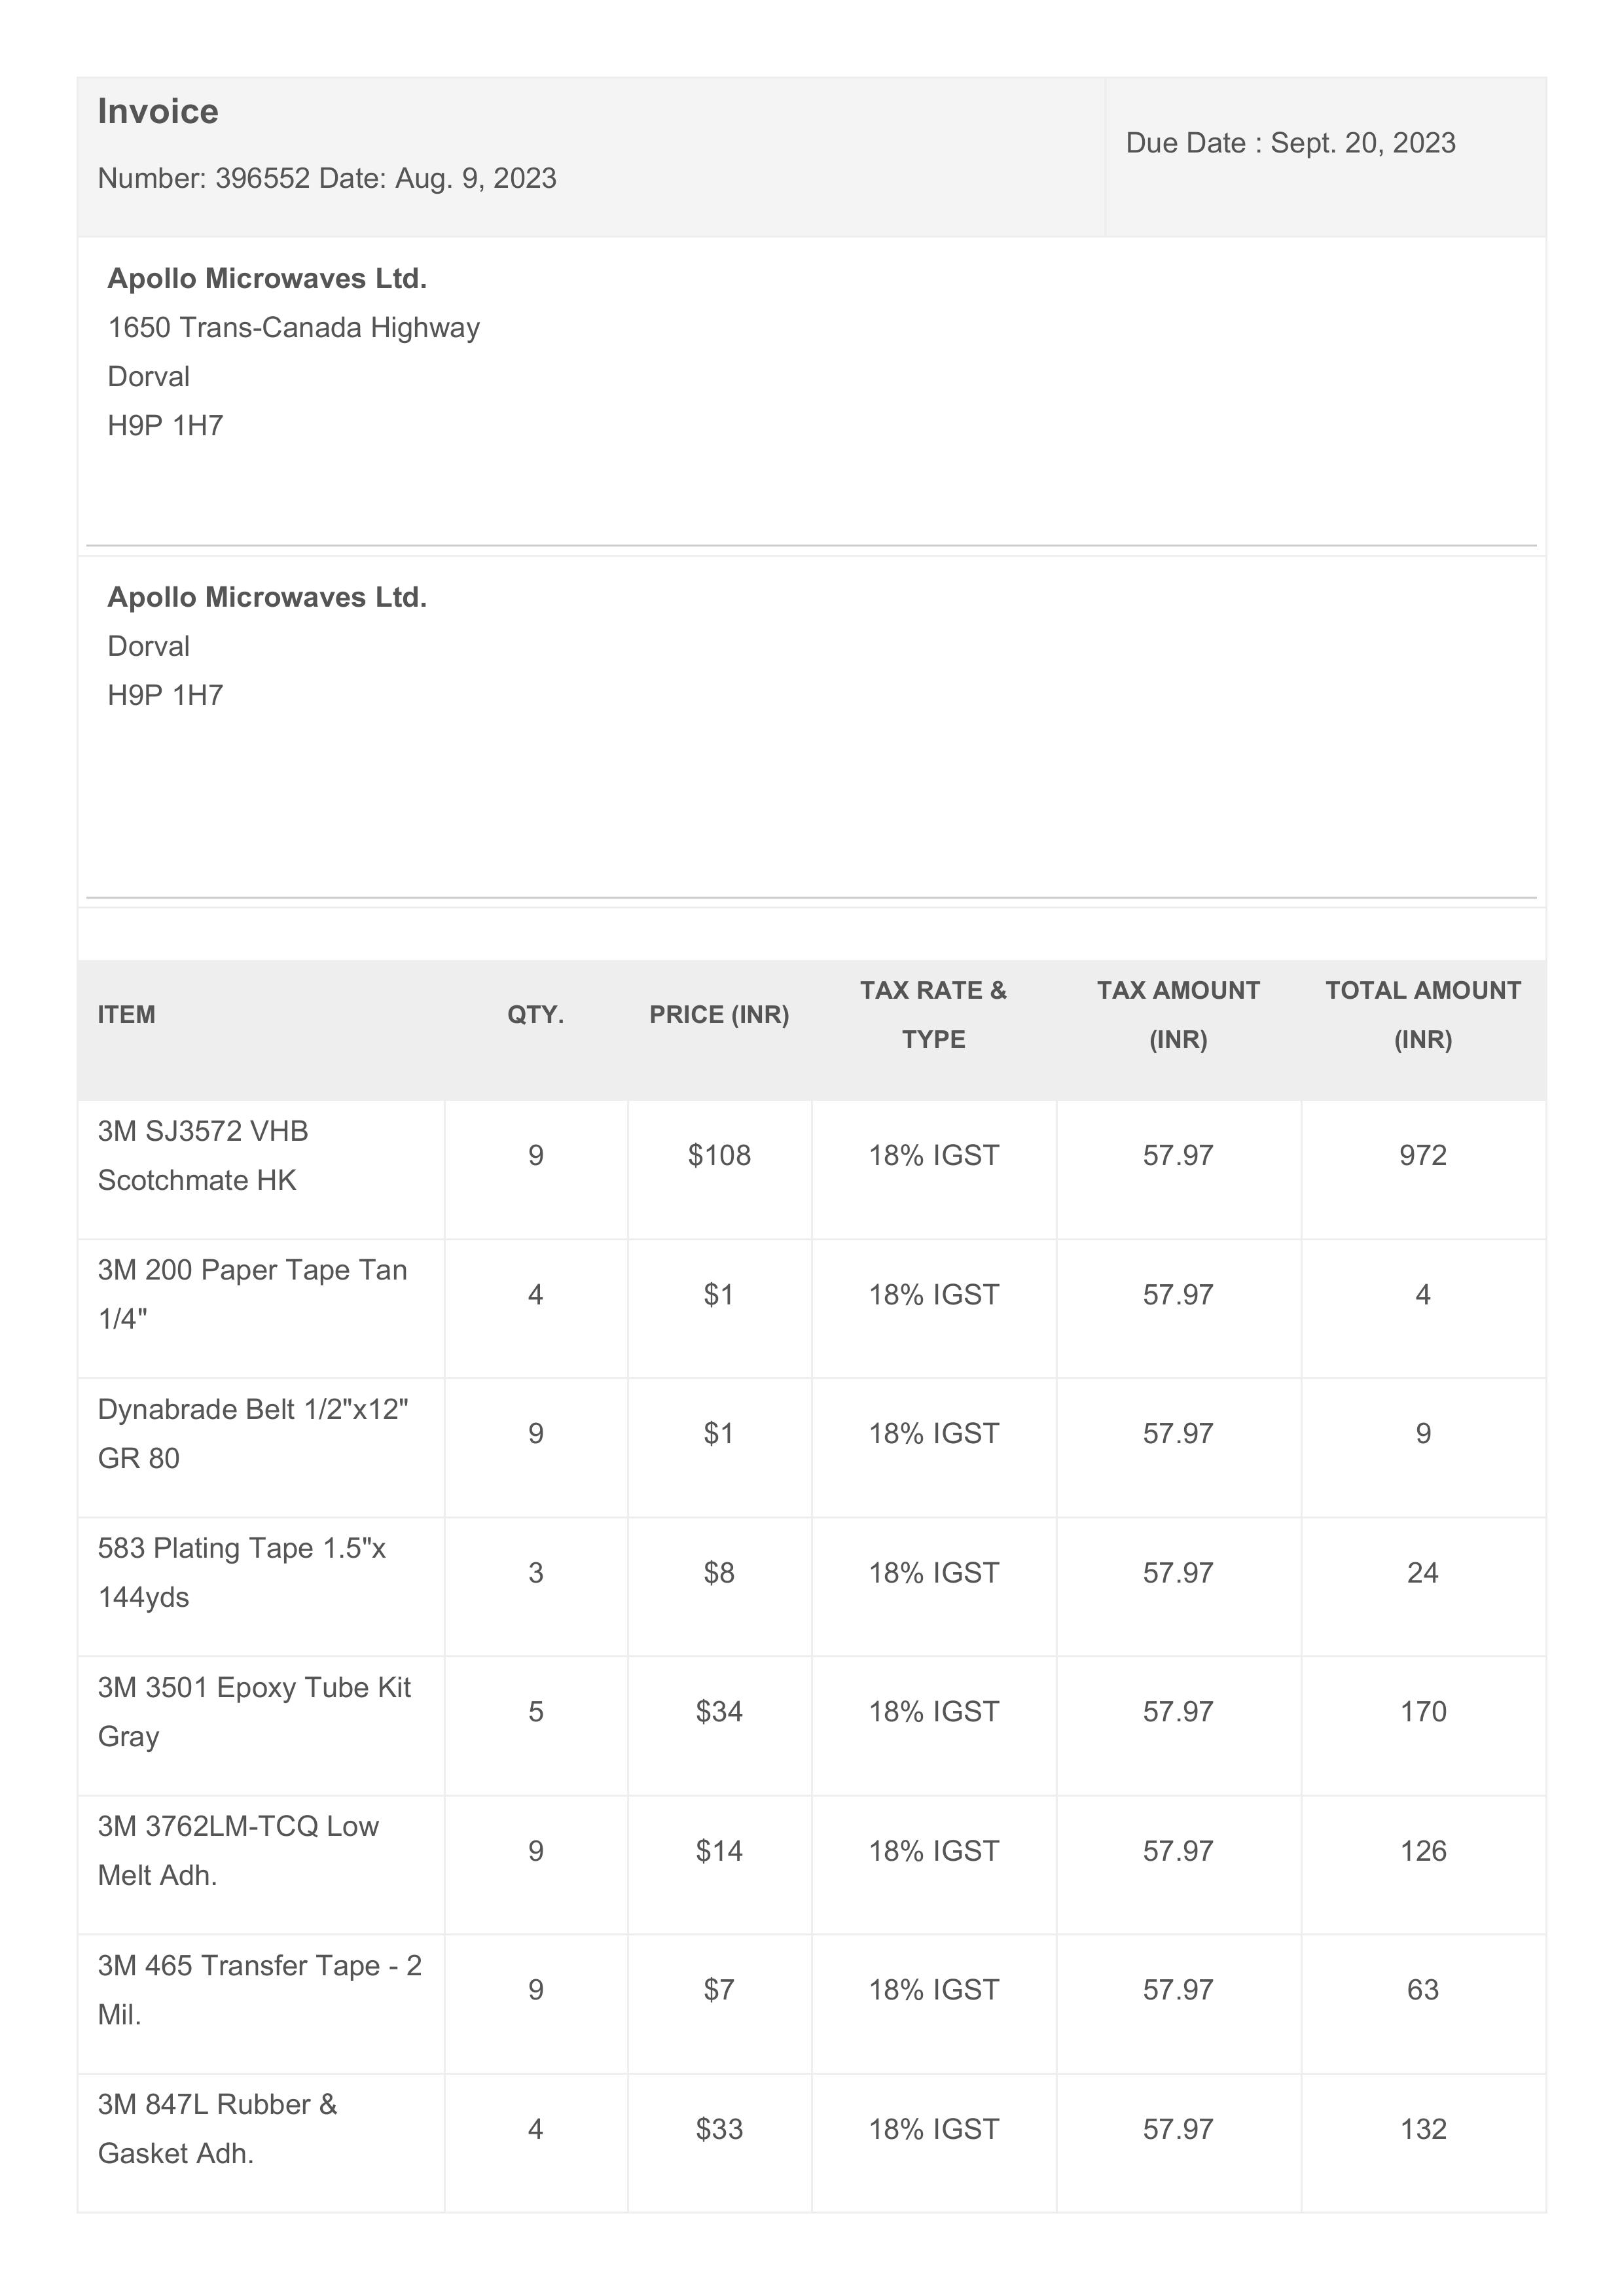 Invoice
Number: 396552 Date: Aug. 9, 2023
Due Date : Sept. 20, 2023
Apollo Microwaves Ltd.
1650 Trans-Canada Highway
Dorval
H9P 1H7
Apollo Microwaves Ltd.
Dorval
H9P 1H7
ITEM QTY. PRICE (INR) TAX RATE & TYPE TAX AMOUNT (INR) TOTAL AMOUNT (INR)
3M SJ3572 VHB Scotchmate HK 9 $108 18% IGST 57.97 972
3M 200 Paper Tape Tan 1/4" 4 $1 18% IGST 57.97 4
Dynabrade Belt 1/2"x12" GR 80 9 $1 18% IGST 57.97 9
583 Plating Tape 1.5"x 144yds 3 $8 18% IGST 57.97 24
3M 3501 Epoxy Tube Kit Gray 5 $34 18% IGST 57.97 170
3M 3762LM-TCQ Low Melt Adh. 9 $14 18% IGST 57.97 126
3M 465 Transfer Tape - 2 Mil. 9 $7 18% IGST 57.97 63
3M 847L Rubber & Gasket Adh. 4 $33 18% IGST 57.97 132